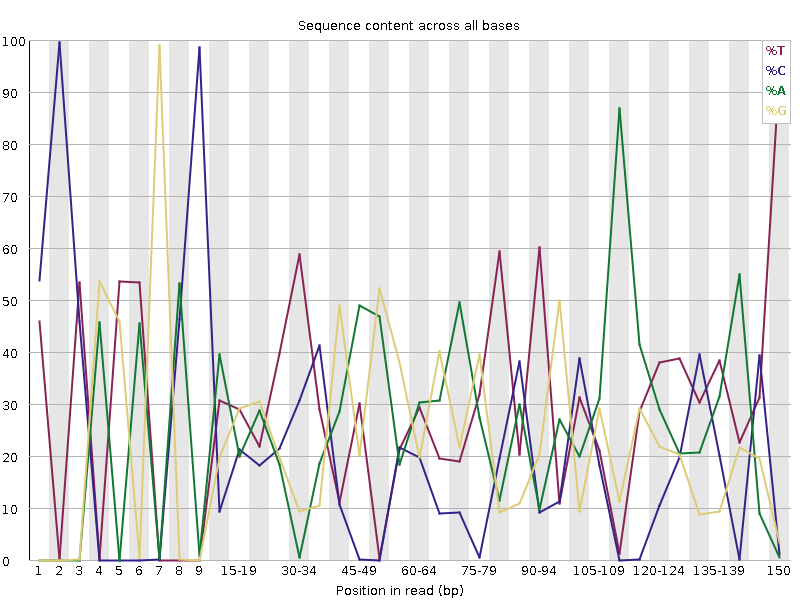 Sequence content across all bases
%T
%C
%A
%G
100
90
80
70
60
50
40
30
20
10
0
1 2 3 4 5 6 7 8 9 15-19 30-34 45-49 60-64 75-79 90-94 105-109 120-124 135-139 150
Position in read (bp)